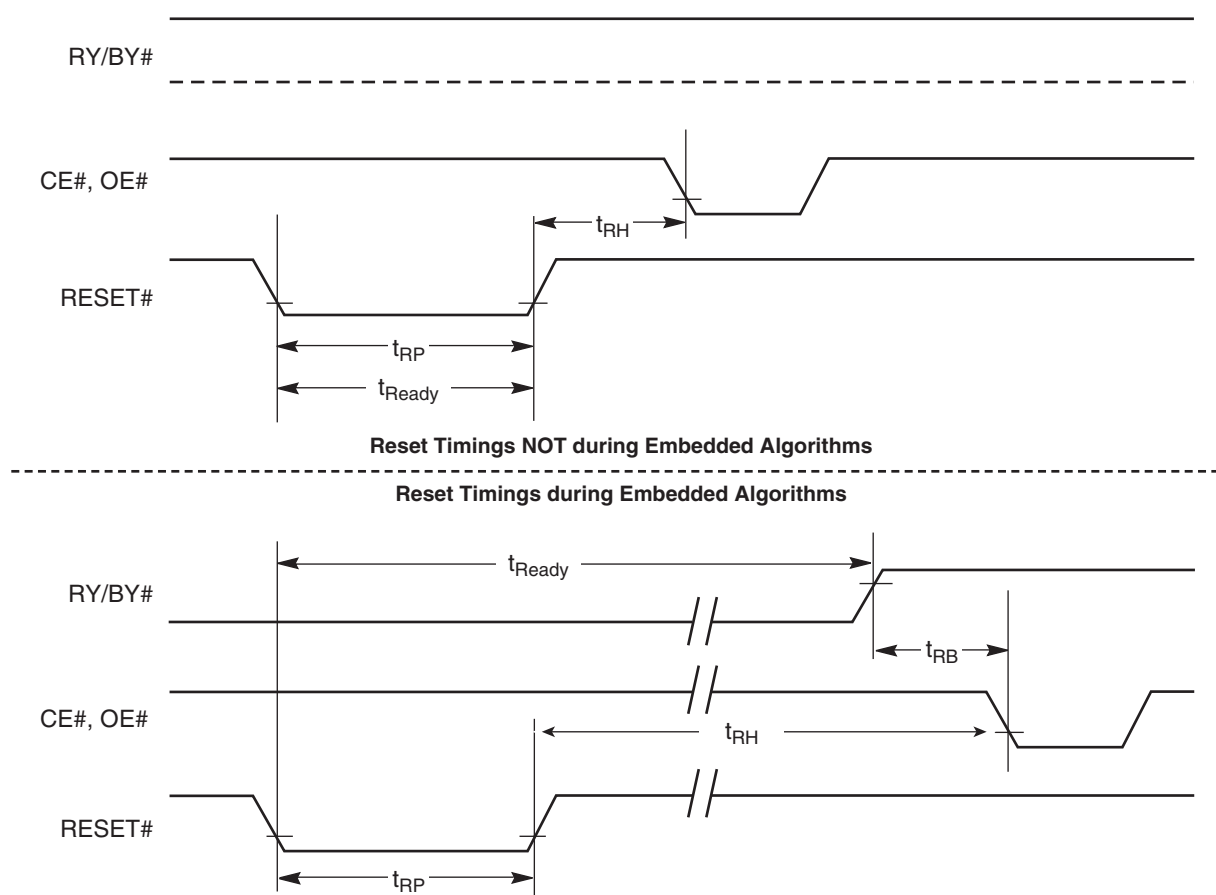 RY/BY#
CE#, OE#
tRH
RESET#
tRP
tReady
Reset Timings NOT during Embedded Algorithms
Reset Timings during Embedded Algorithms
tReady
RY/BY#
tRB
CE#, OE#
tRH
RESET#
tRP